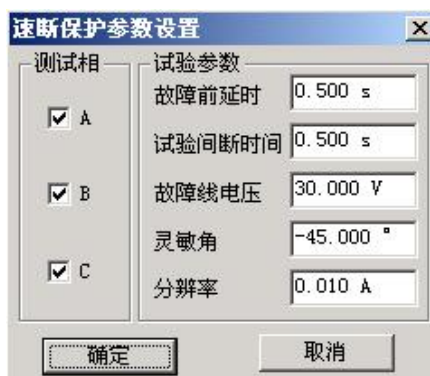 速断保护参数设置
测试相
A
B
C
试验参数
故障前延时 0.500 s
试验间断时间 0.500 s
故障线电压 30.000 V
灵敏角 -45.000 °
分辨率 0.010 A
确定 取消